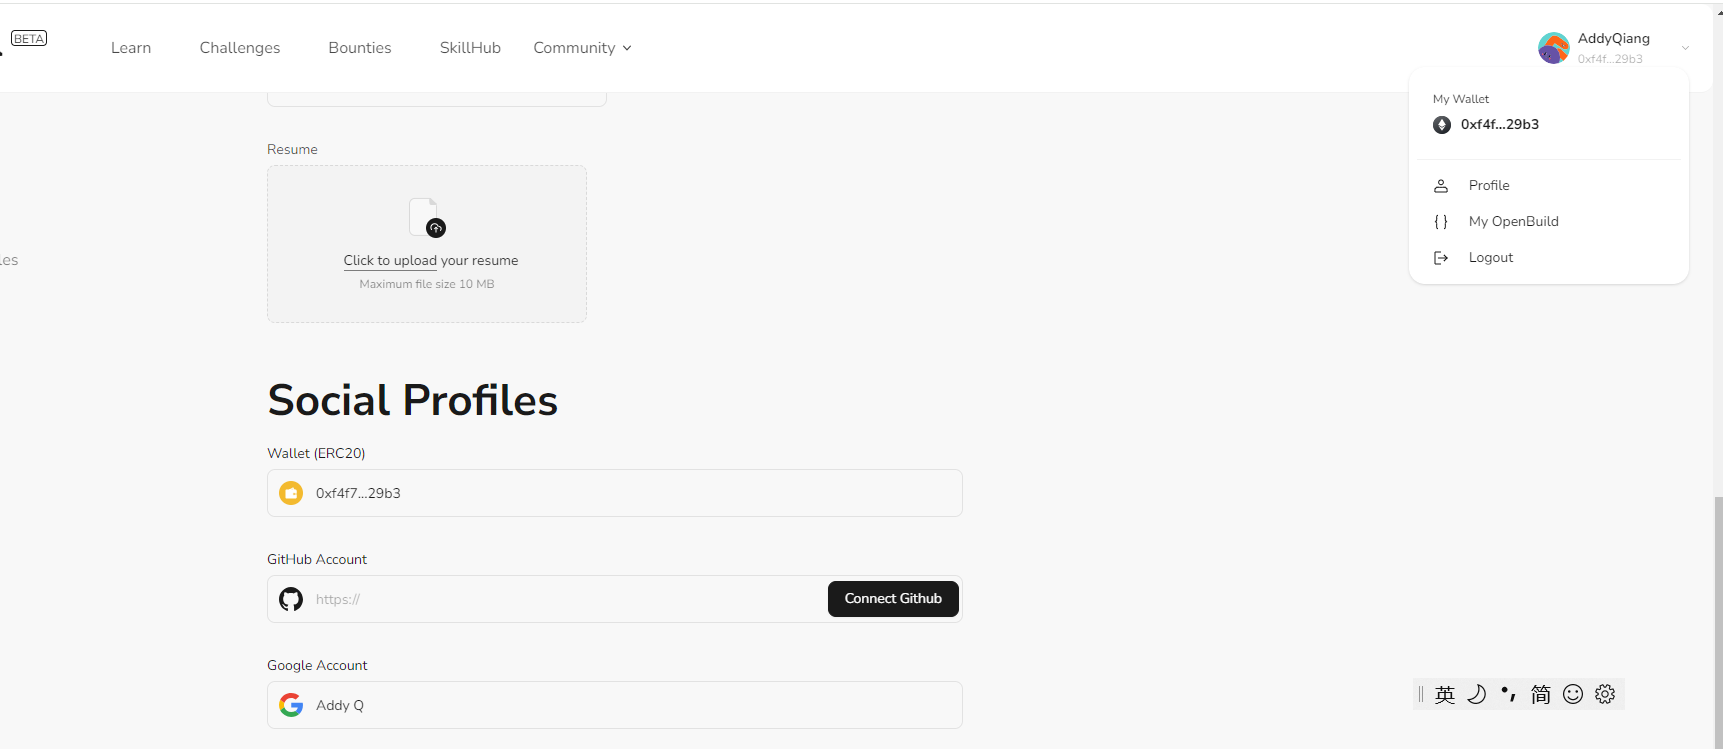 BETA
Learn
Challenges
Bounties
SkillHub
Community
AddyQiang
0xf4f...29b3
My Wallet
0xf4f...29b3
Profile
My OpenBuild
Logout
les
Resume
Click to upload your resume
Maximum file size 10 MB
Social Profiles
Wallet (ERC20)
0xf4f7...29b3
GitHub Account
https://
Connect Github
Google Account
Addy Q
英
简